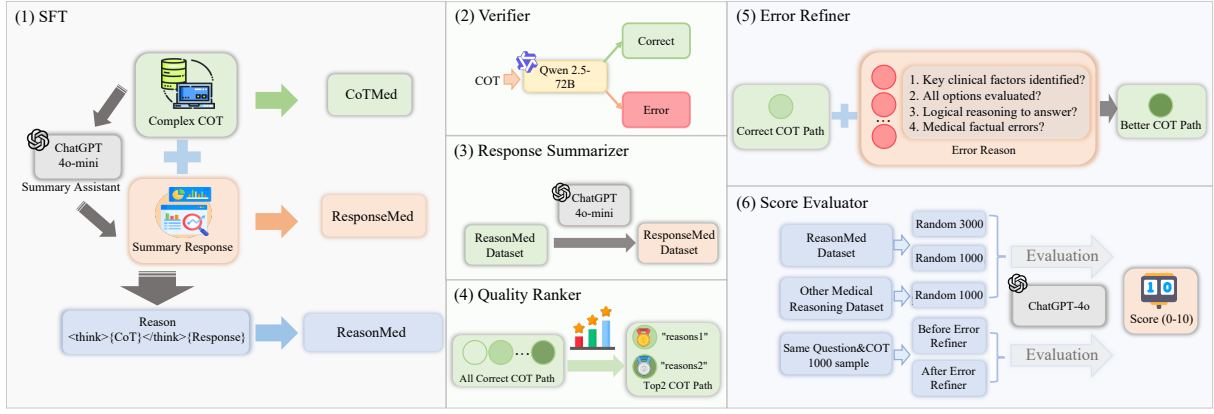 (1) SFT
Complex COT
CoTMed
ChatGPT
4o-mini
Summary Assistant
Summary Response
ResponseMed
Reason
<think>{CoT}</think>{Response}
ReasonMed
(2) Verifier
COT
Qwen 2.5-
72B
Correct
Error
(3) Response Summarizer
ChatGPT
4o-mini
ReasonMed
Dataset
ResponseMed
Dataset
(4) Quality Ranker
...
All Correct COT Path
"reasons1"
"reasons2"
Top2 COT Path
(5) Error Refiner
Correct COT Path
...
1. Key clinical factors identified?
2. All options evaluated?
3. Logical reasoning to answer?
4. Medical factual errors?
Error Reason
Better COT Path
(6) Score Evaluator
ReasonMed
Dataset
Random 3000
Random 1000
Other Medical
Reasoning Dataset
Random 1000
Same Question&COT
1000 sample
Before Error
Refiner
After Error
Refiner
Evaluation
ChatGPT-4o
Evaluation
1 0
Score (0-10)